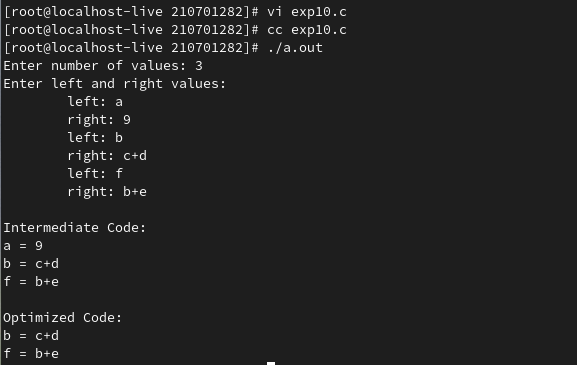 [root@localhost-live 210701282]# vi exp10.c
[root@localhost-live 210701282]# cc exp10.c
[root@localhost-live 210701282]# ./a.out
Enter number of values: 3
Enter left and right values:
        left: a
        right: 9
        left: b
        right: c+d
        left: f
        right: b+e

Intermediate Code:
a = 9
b = c+d
f = b+e

Optimized Code:
b = c+d
f = b+e